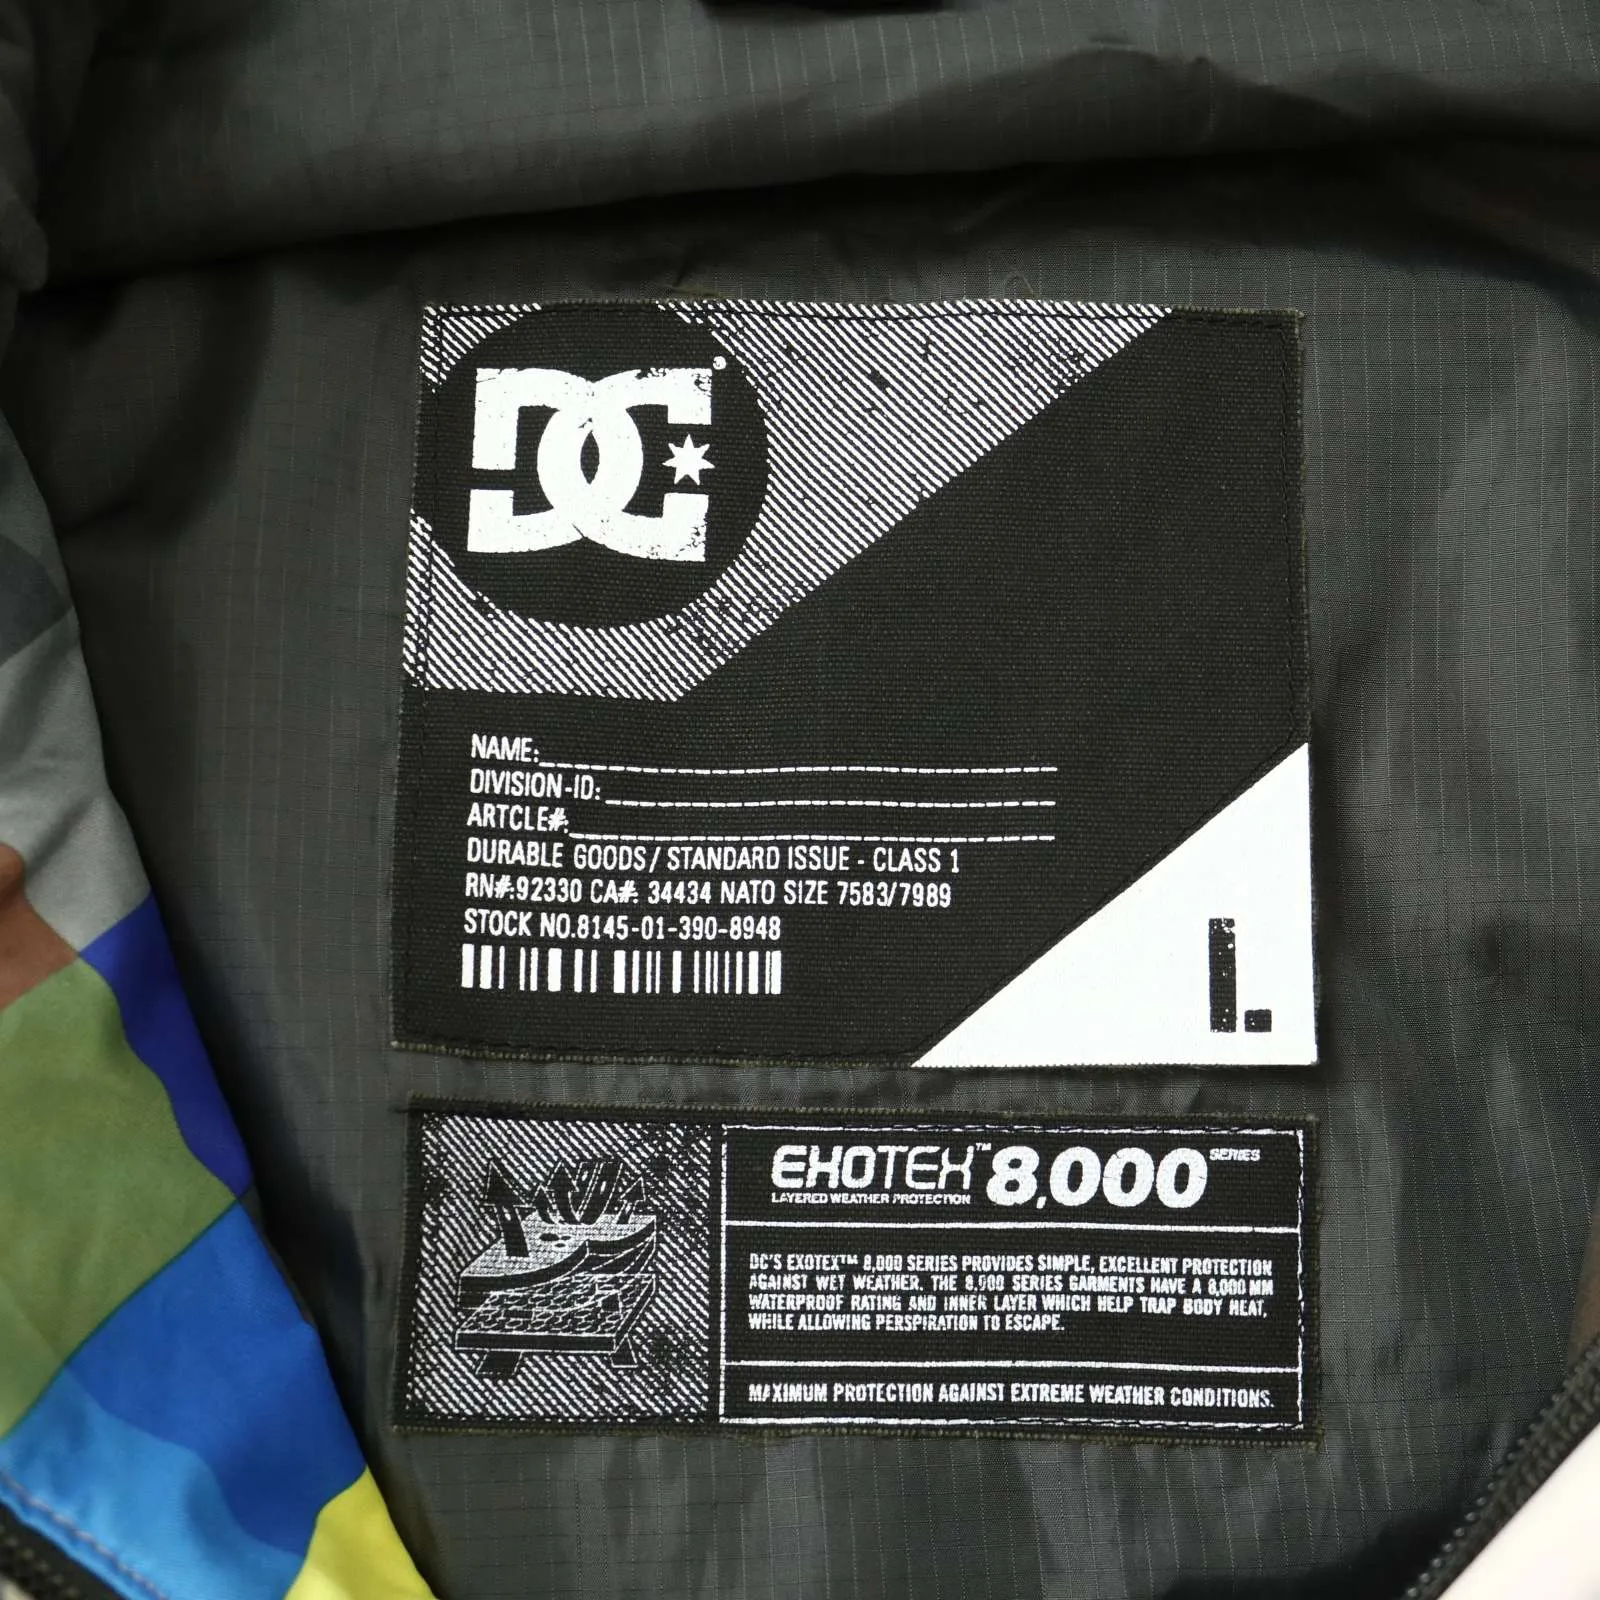 DC®
NAME:
DIVISION-ID:
ARTCLE#:
DURABLE GOODS/ STANDARD ISSUE - CLASS 1
RN#:92330 CA#: 34434 NATO SIZE 7583/7989
STOCK NO.8145-01-390-8948
L.
EXOTEX™ 8,000 SERIES
LAYERED WEATHER PROTECTION
DC'S EXOTEX™ 8,000 SERIES PROVIDES SIMPLE, EXCELLENT PROTECTION
AGAINST WET WEATHER. THE 8,000 SERIES GARMENTS HAVE A 8,000 MM
WATERPROOF RATING AND INNER LAYER WHICH HELP TRAP BODY HEAT,
WHILE ALLOWING PERSPIRATION TO ESCAPE.
MAXIMUM PROTECTION AGAINST EXTREME WEATHER CONDITIONS.